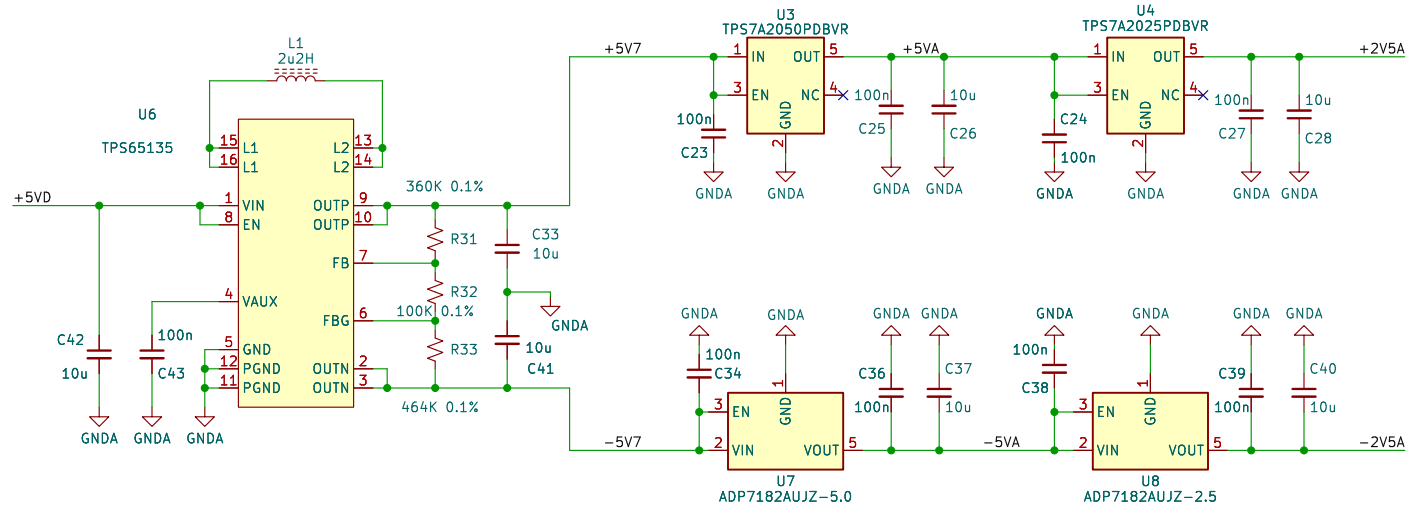 U3
TPS7A2050PDBVR
U4
TPS7A2025PDBVR
L1
2u2H
+5V7
1 IN OUT 5
+5VA
1 IN OUT 5
+2V5A
3 EN NC 4
100n
10u
3 EN NC 4
100n
10u
GND
2
GND
2
100n
C23
C25
C26
C24
100n
C27
C28
GNDA
GNDA
GNDA
GNDA
GNDA
GNDA
GNDA
GNDA
U6
TPS65135
15 L1 L2 13
16 L1 L2 14
+5VD
1 VIN OUTP 9
8 EN OUTP 10
FB 7
4 VAUX
FBG 6
5 GND
12 PGND OUTN 2
11 PGND OUTN 3
360K 0.1%
R31
R32
100K 0.1%
R33
464K 0.1%
C33
10u
GNDA
10u
C41
C42
10u
100n
C43
GNDA
GNDA
GNDA
-5V7
GNDA
GNDA
GNDA
GNDA
GNDA
GNDA
GNDA
GNDA
100n
C34
1
GND
3 EN
2 VIN VOUT 5
U7
ADP7182AUJZ-5.0
C36
100n
C37
10u
-5VA
100n
C38
1
GND
3 EN
2 VIN VOUT 5
U8
ADP7182AUJZ-2.5
C39
100n
C40
10u
-2V5A